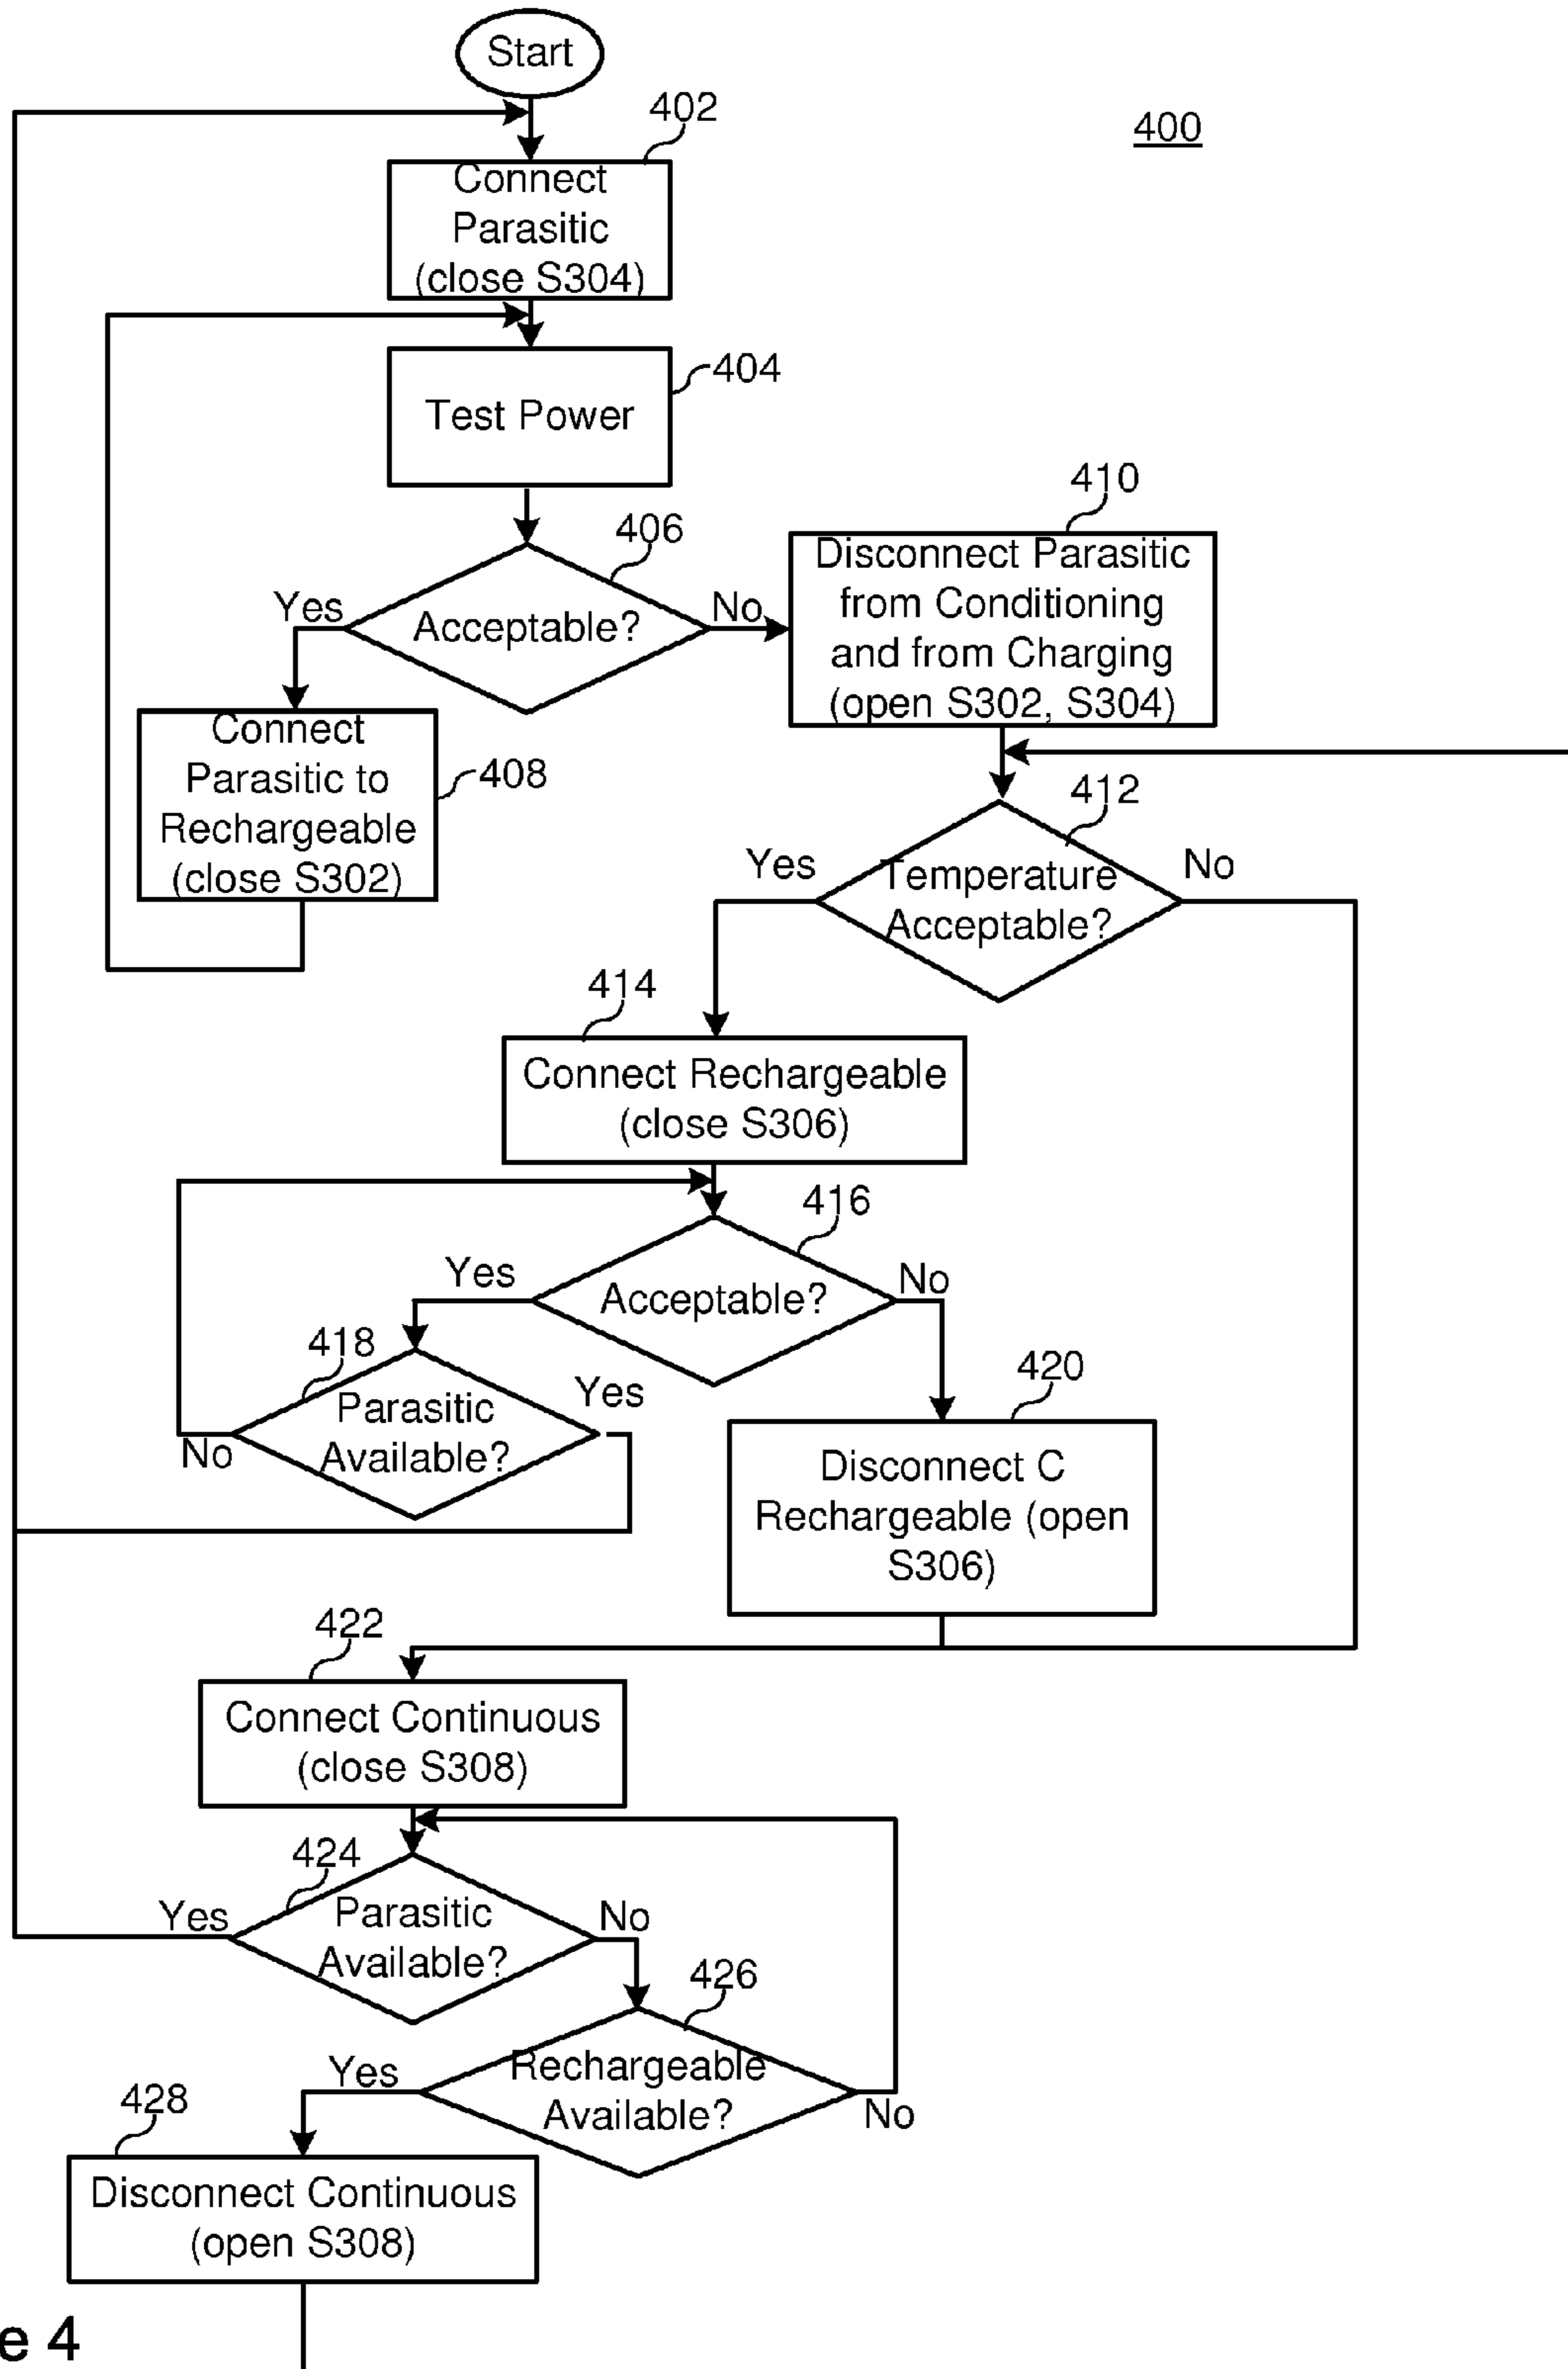 Start
402
400
Connect
Parasitic
(close S304)
404
Test Power
410
406
Disconnect Parasitic
from Conditioning
and from Charging
(open S302, S304)
Yes
Acceptable?
No
Connect
Parasitic to
Rechargeable
(close S302)
408
412
Yes
Temperature
Acceptable?
No
414
Connect Rechargeable
(close S306)
416
Yes
Acceptable?
No
418
Parasitic
Available?
Yes
No
420
Disconnect C
Rechargeable (open
S306)
422
Connect Continuous
(close S308)
424
Yes
Parasitic
Available?
No
426
Yes
Rechargeable
Available?
No
428
Disconnect Continuous
(open S308)
e 4